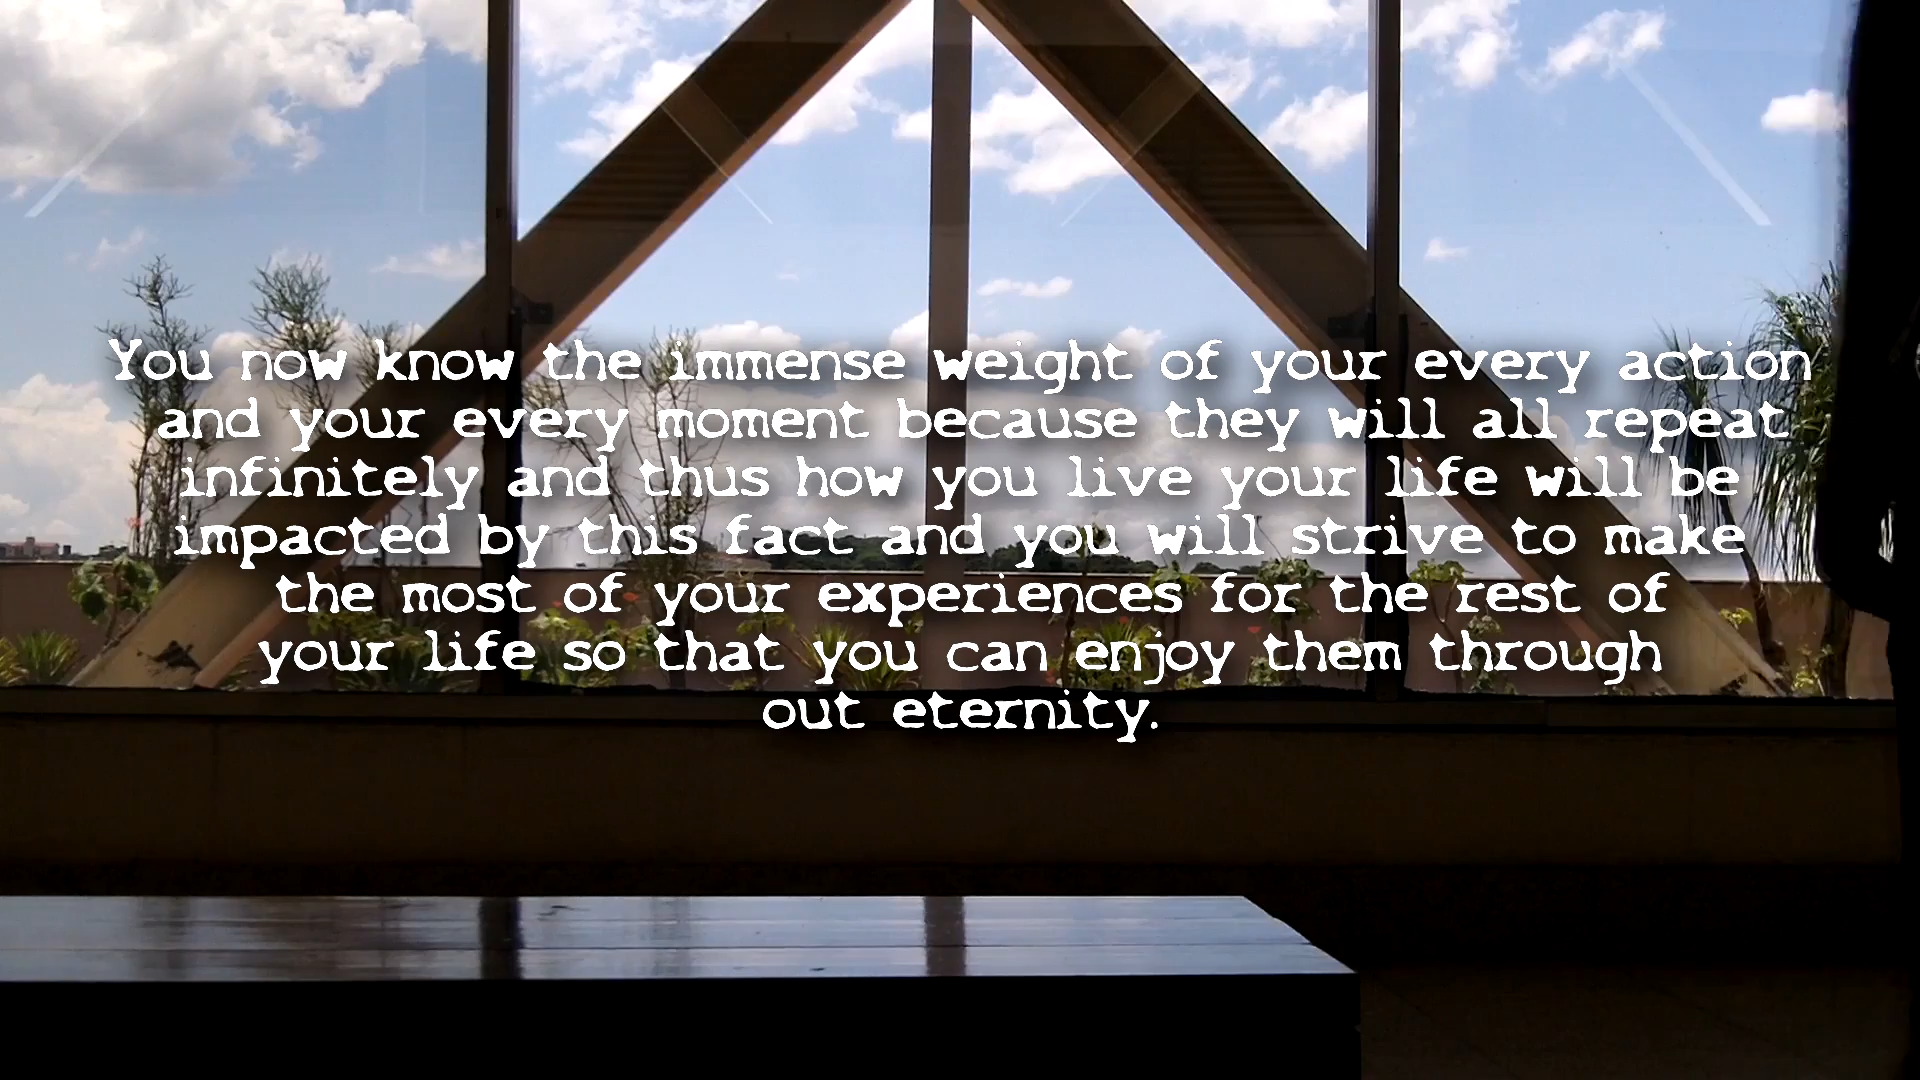 You now know the immense weight of your every action
and your every moment because they will all repeat
infinitely and thus how you live your life will be
impacted by this fact and you will strive to make
the most of your experiences for the rest of
your life so that you can enjoy them through
out eternity.